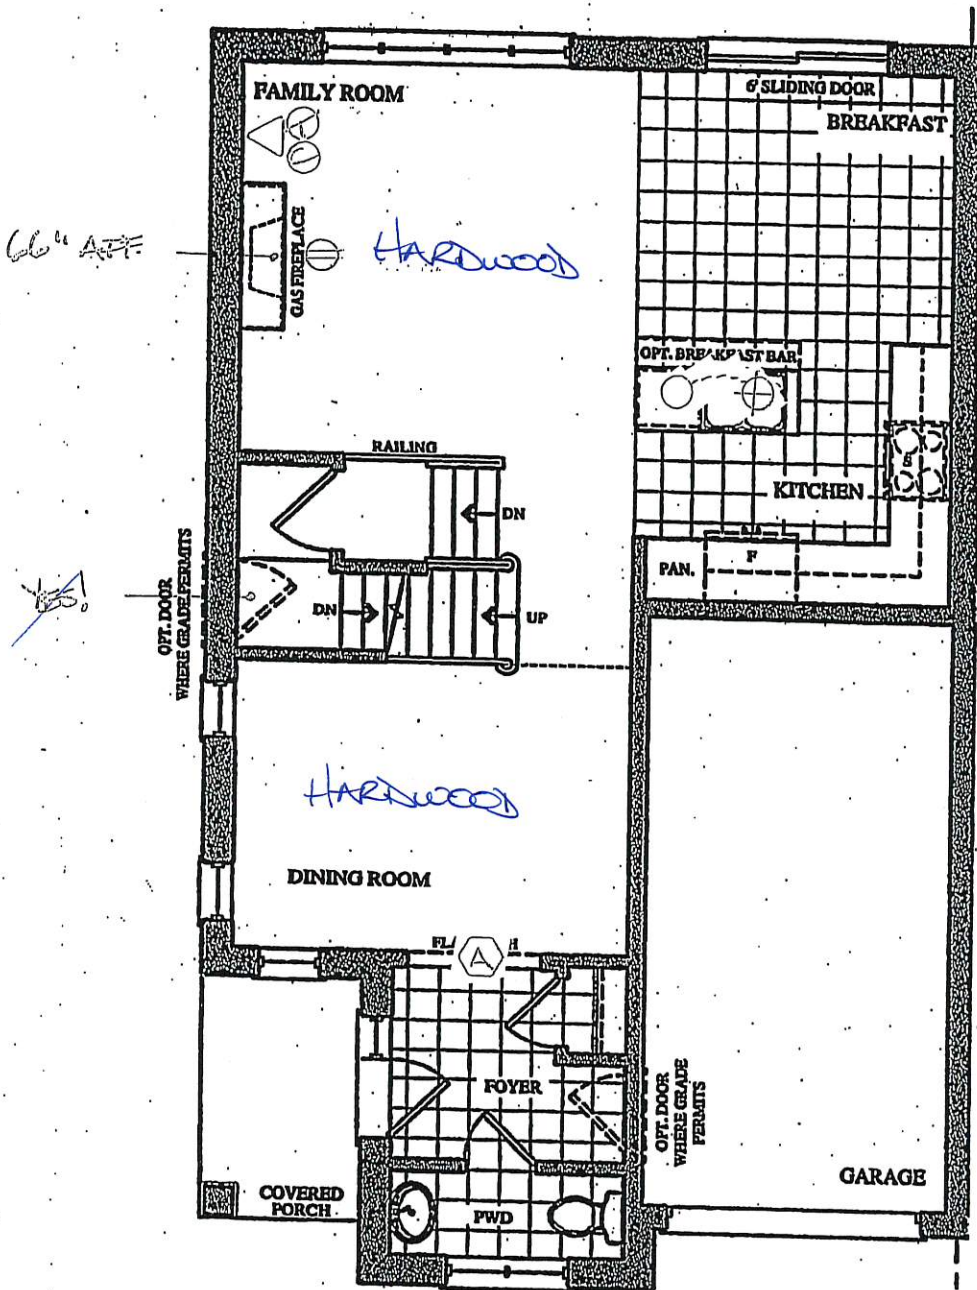 FAMILY ROOM
6' SLIDING DOOR
BREAKFAST
66" AFF
GAS FIREPLACE
HARDWOOD
OPT. BREAKFAST BAR
RAILING
KITCHEN
DN
PAN.
F
YES!
OPT. DOOR
WHERE GRADE PERMITS
DN
UP
HARDWOOD
DINING ROOM
A
FOYER
OPT. DOOR
WHERE GRADE
PERMITS
GARAGE
COVERED
PORCH
PWD